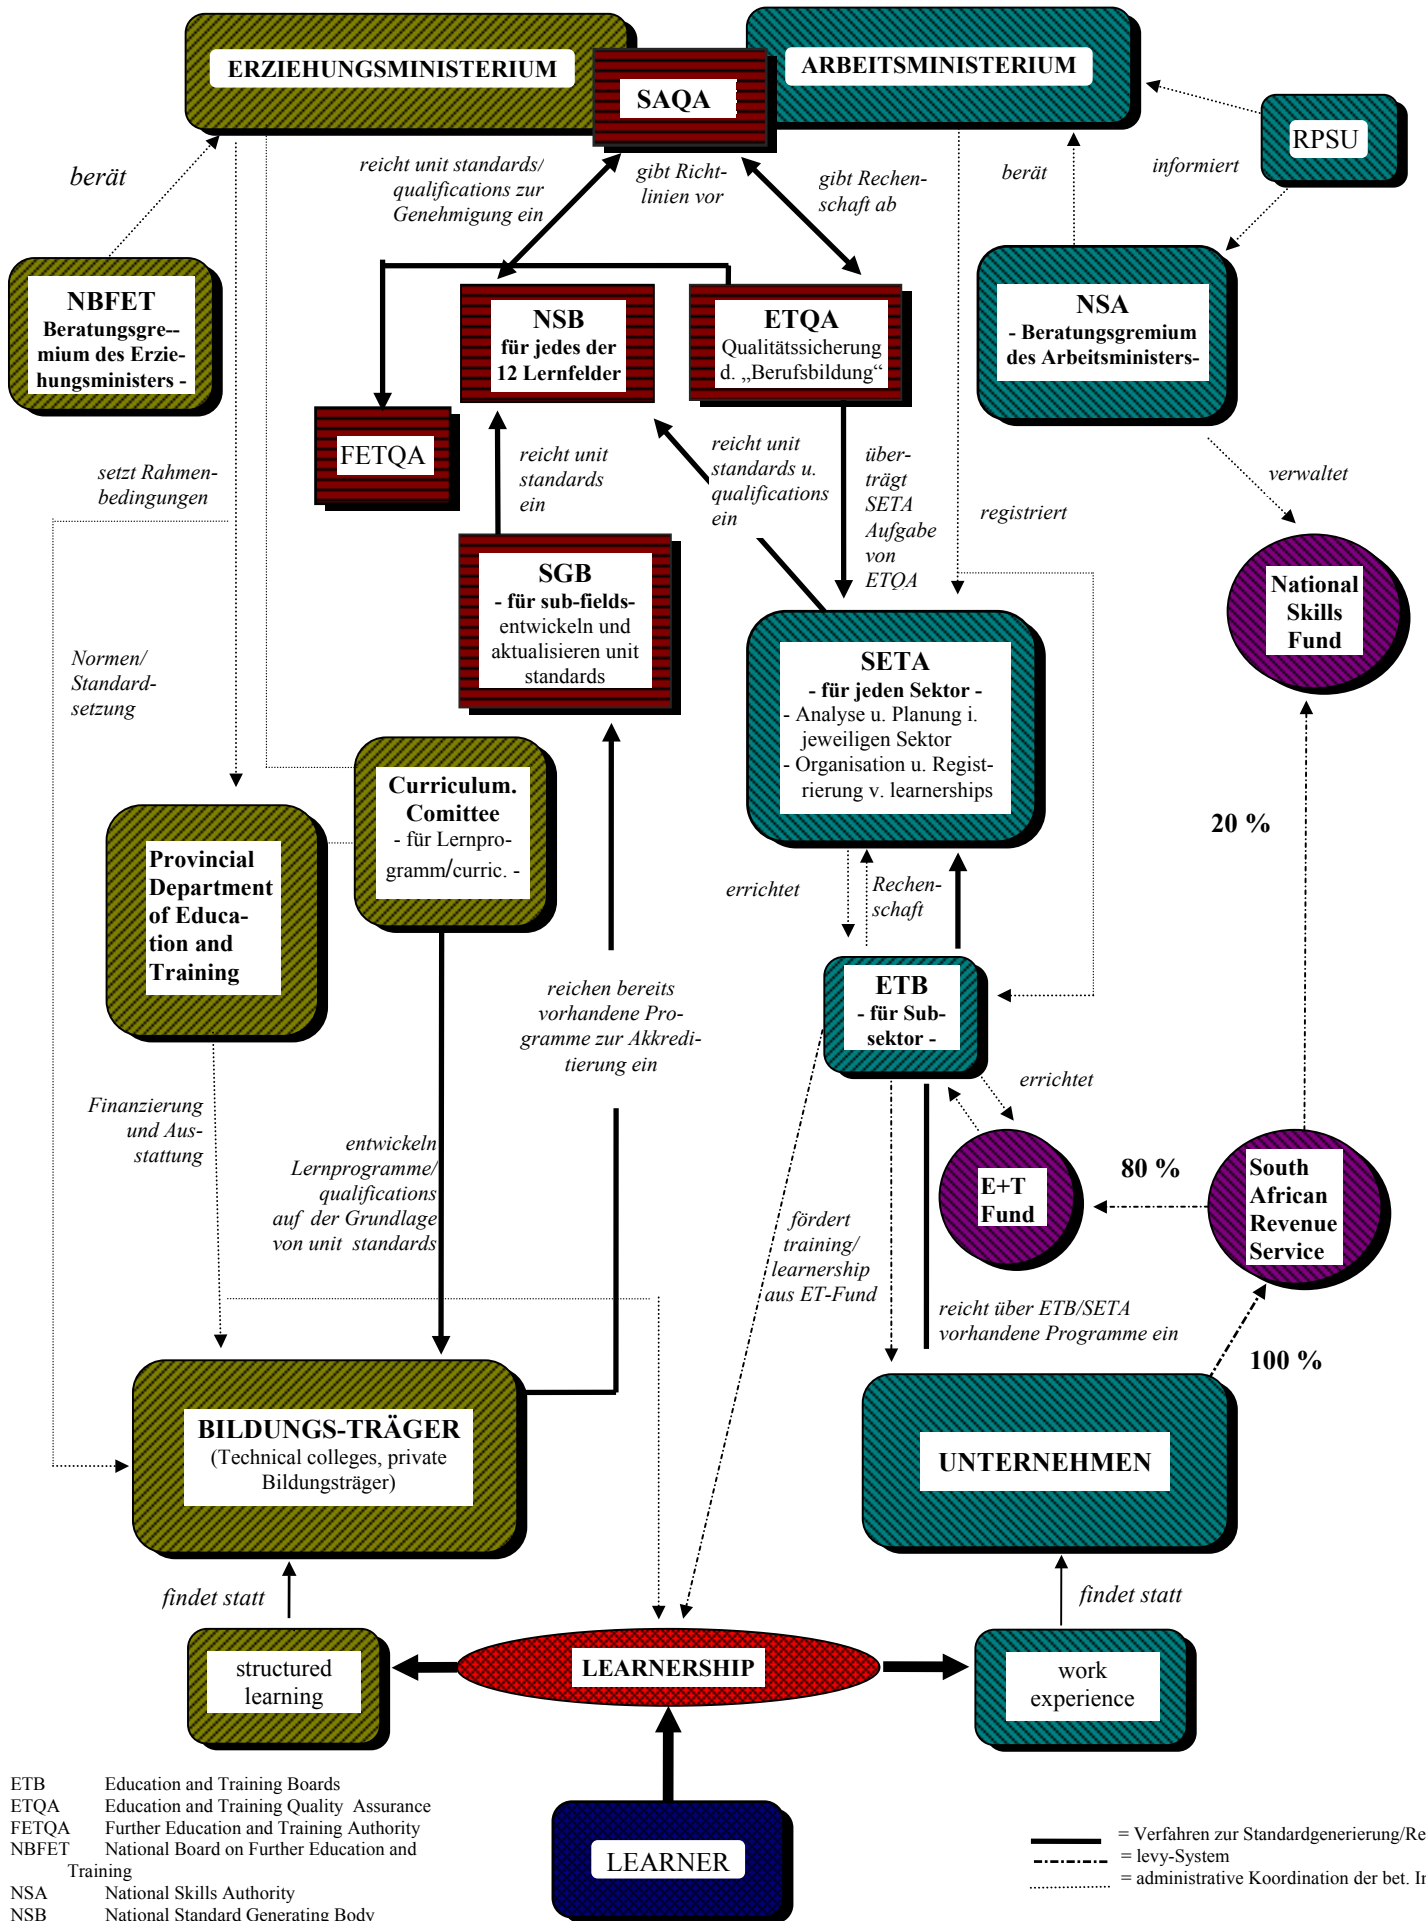 ERZIEHUNGSMINISTERIUM
SAQA
ARBEITSMINISTERIUM
RPSU
berät
reicht unit standards/
qualifications zur
Genehmigung ein
gibt Richt-
linien vor
gibt Rechen-
schaft ab
berät
informiert
NBFET
Beratungsgre--
mium des Erzie-
hungsministers -
NSB
für jedes der
12 Lernfelder
ETQA
Qualitätssicherung
d. „Berufsbildung“
NSA
- Beratungsgremium
des Arbeitsministers-
FETQA
setzt Rahmen-
bedingungen
reicht unit
standards
ein
reicht unit
standards u.
qualifications
ein
über-
trägt
SETA
Aufgabe
von
ETQA
registriert
verwaltet
SGB
- für sub-fields-
entwickeln und
aktualisieren unit
standards
National
Skills
Fund
Normen/
Standard-
setzung
SETA
- für jeden Sektor -
- Analyse u. Planung i.
jeweiligen Sektor
- Organisation u. Regist-
rierung v. learnerships
Curriculum.
Comittee
- für Lernpro-
gramm/curric. -
20 %
Provincial
Department
of Educa-
tion and
Training
errichtet
Rechen-
schaft
reichen bereits
vorhandene Pro-
gramme zur Akkredi-
tierung ein
ETB
- für Sub-
sektor -
errichtet
Finanzierung
und Aus-
stattung
entwickeln
Lernprogramme/
qualifications
auf der Grundlage
von unit standards
80 %
E+T
Fund
South
African
Revenue
Service
fördert
training/
learnership
aus ET-Fund
reicht über ETB/SETA
vorhandene Programme ein
100 %
BILDUNGS-TRÄGER
(Technical colleges, private
Bildungsträger)
UNTERNEHMEN
findet statt
findet statt
structured
learning
LEARNERSHIP
work
experience
LEARNER
ETB Education and Training Boards
ETQA Education and Training Quality Assurance
FETQA Further Education and Training Authority
NBFET National Board on Further Education and
Training
NSA National Skills Authority
NSB National Standard Generating Body
= Verfahren zur Standardgenerierung/Re
= levy-System
= administrative Koordination der bet. In